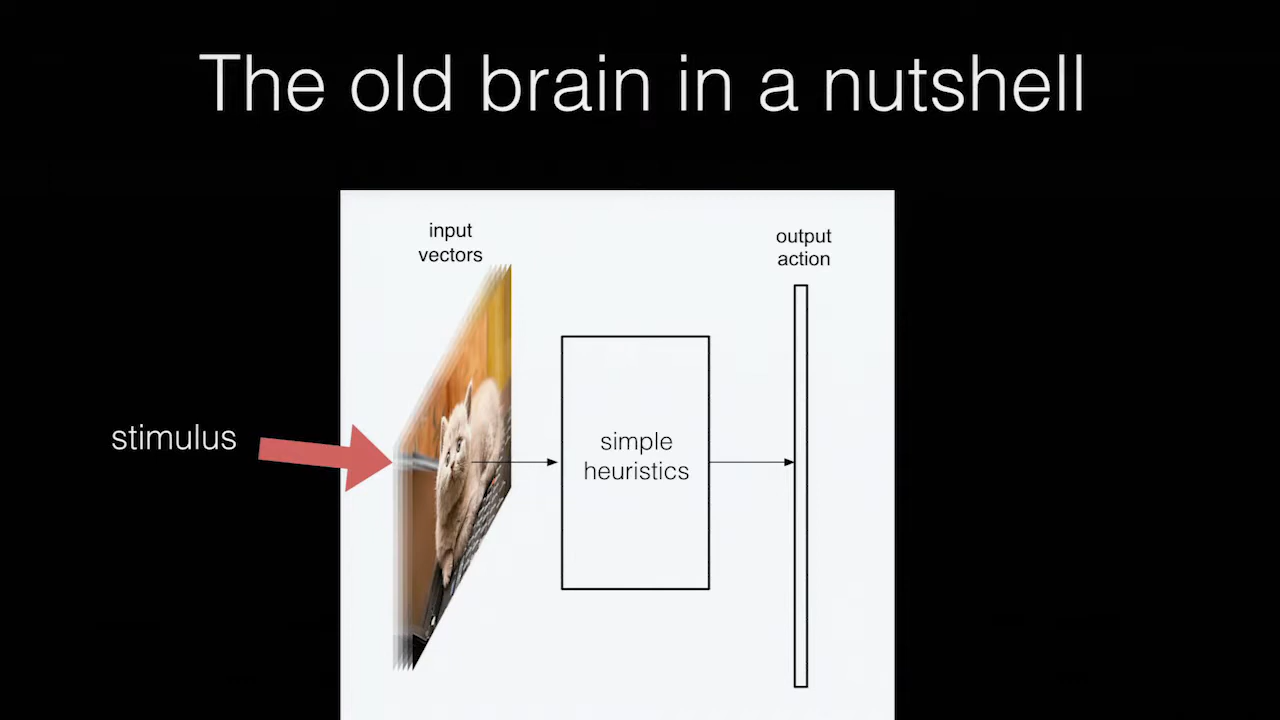 The old brain in a nutshell
input
vectors
output
action
stimulus
simple
heuristics